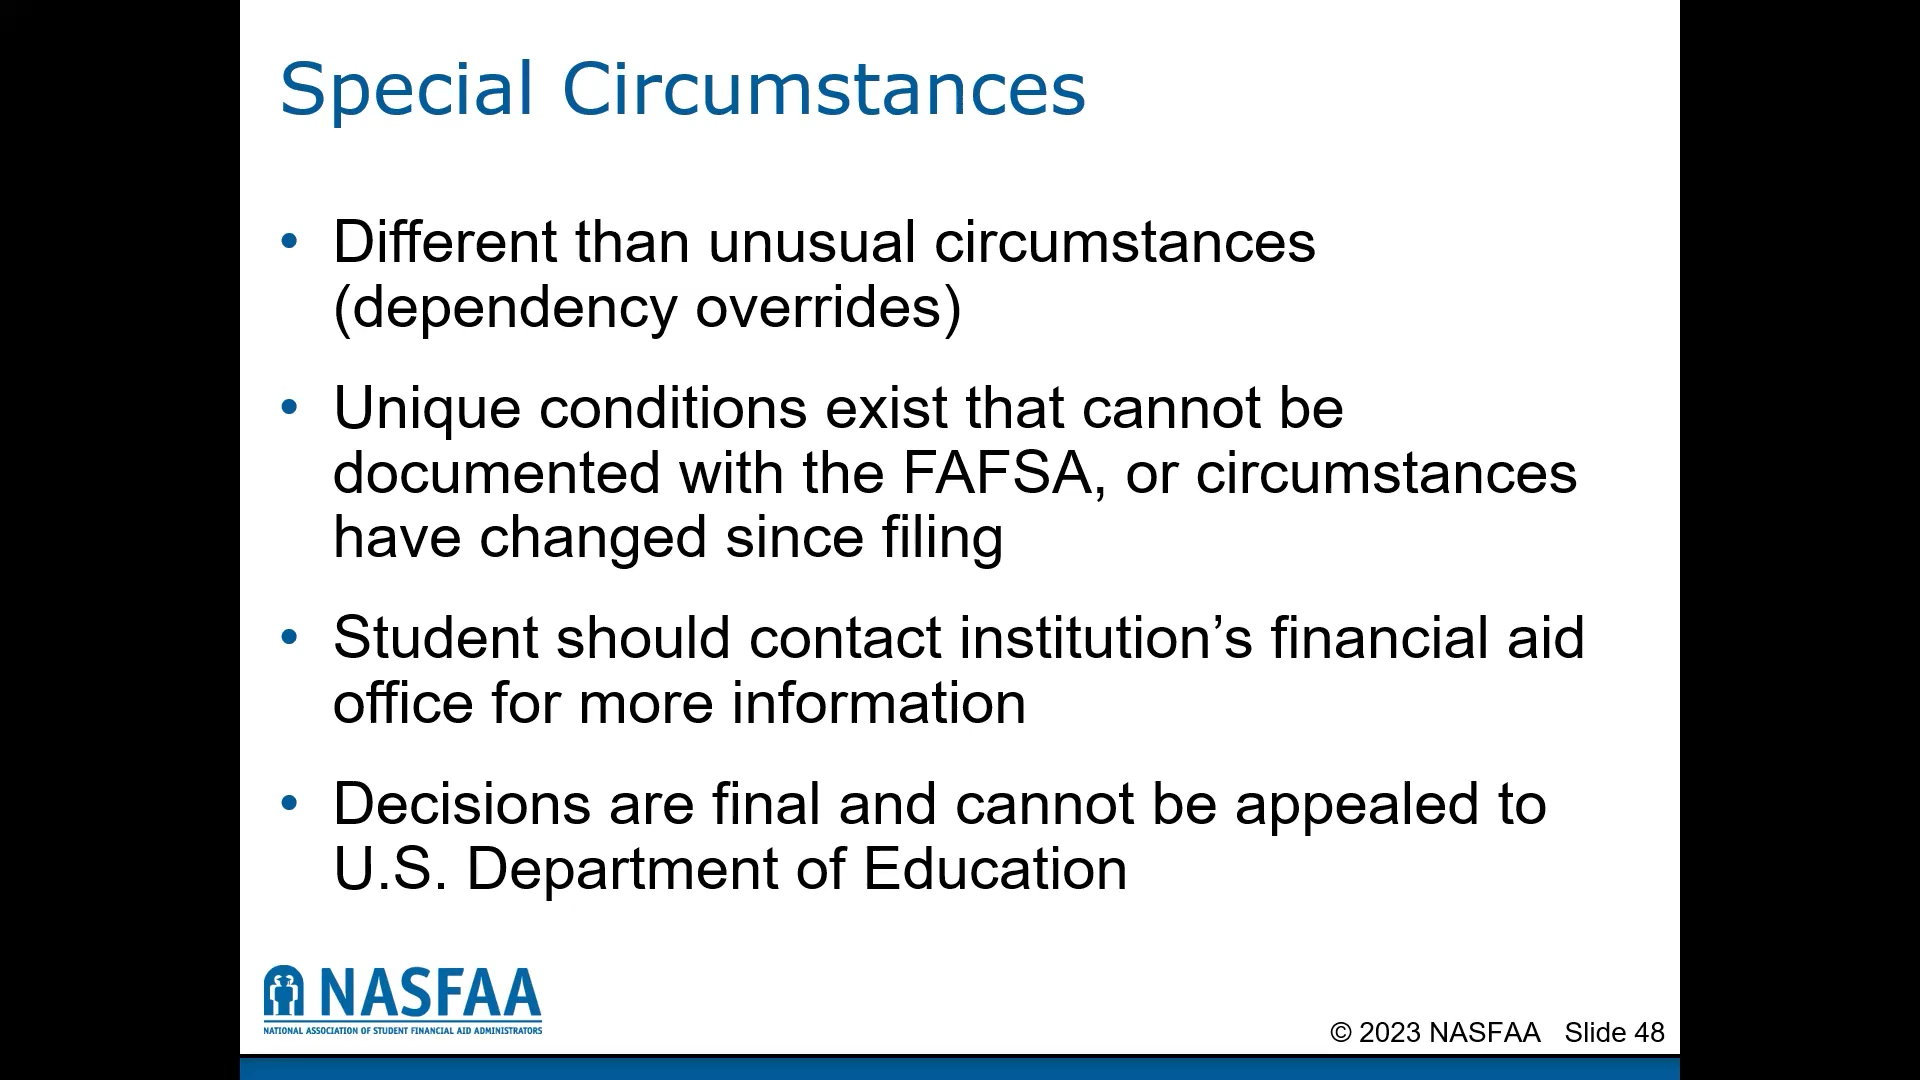 Special Circumstances
• Different than unusual circumstances
(dependency overrides)
• Unique conditions exist that cannot be
documented with the FAFSA, or circumstances
have changed since filing
• Student should contact institution’s financial aid
office for more information
• Decisions are final and cannot be appealed to
U.S. Department of Education
NASFAA
NATIONAL ASSOCIATION OF STUDENT FINANCIAL AID ADMINISTRATORS
© 2023 NASFAA Slide 48